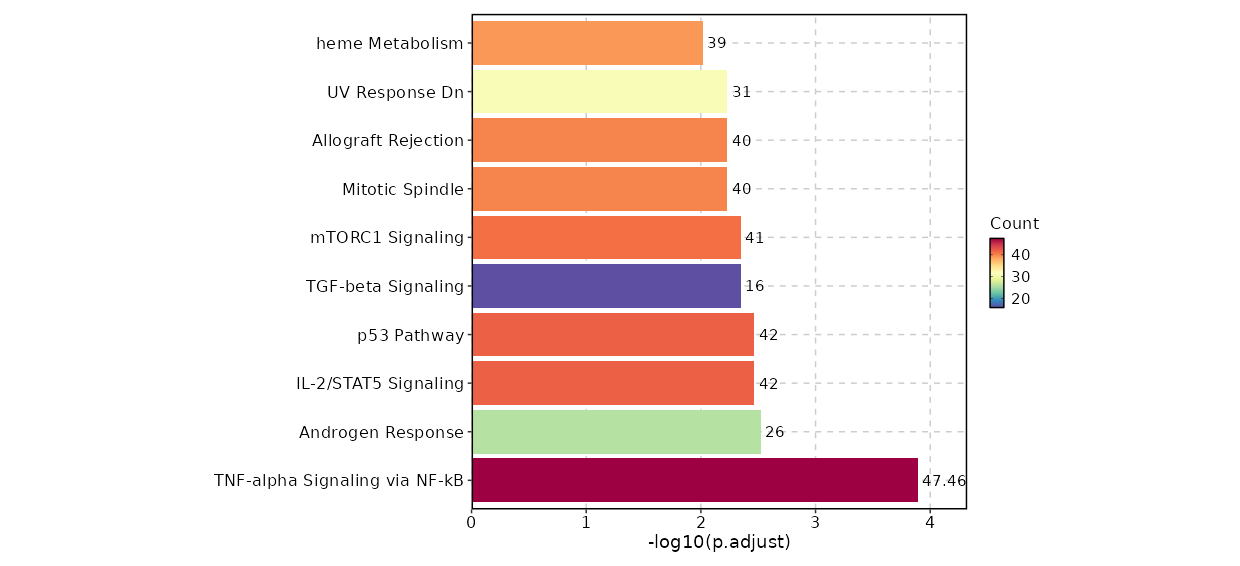 heme Metabolism 39
UV Response Dn 31
Allograft Rejection 40
Mitotic Spindle 40
mTORC1 Signaling 41
TGF-beta Signaling 16
p53 Pathway 42
IL-2/STAT5 Signaling 42
Androgen Response 26
TNF-alpha Signaling via NF-kB 47.46
0 1 2 3 4
-log10(p.adjust)
Count
40
30
20